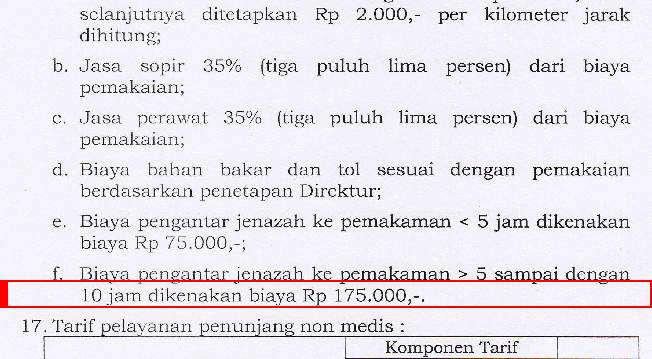 selanjutnya ditetapkan Rp 2.000,- per kilometer jarak
dihitung;
b. Jasa sopir 35% (tiga puluh lima persen) dari biaya
pemakaian;
c. Jasa perawat 35% (tiga puluh lima persen) dari biaya
pemakaian;
d. Biaya bahan bakar dan tol sesuai dengan pemakaian
berdasarkan penetapan Direktur;
e. Biaya pengantar jenazah ke pemakaman < 5 jam dikenakan
biaya Rp 75.000,-;
f. Biaya pengantar jenazah ke pemakaman > 5 sampai dengan
10 jam dikenakan biaya Rp 175.000,-.
17. Tarif pelayanan penunjang non medis :
Komponen Tarif